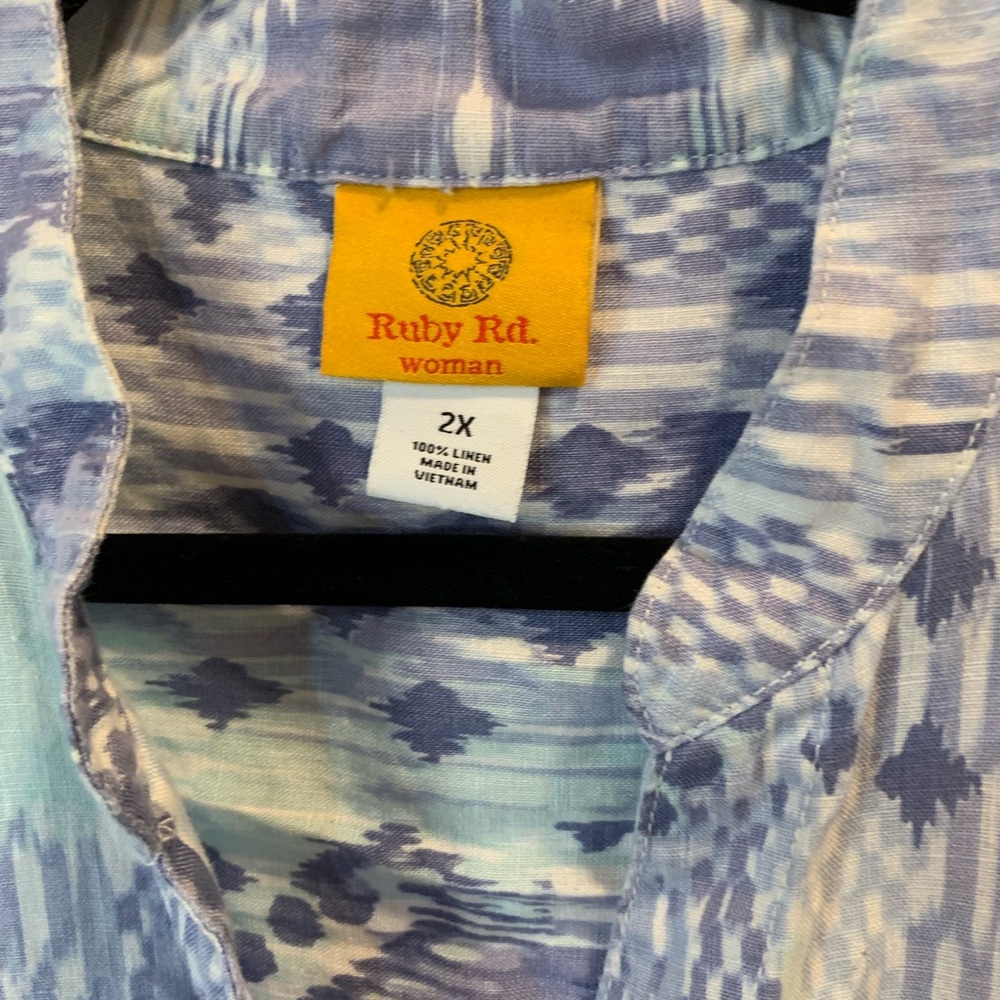 Ruby Rd.
woman
2X
100% LINEN
MADE IN
VIETNAM